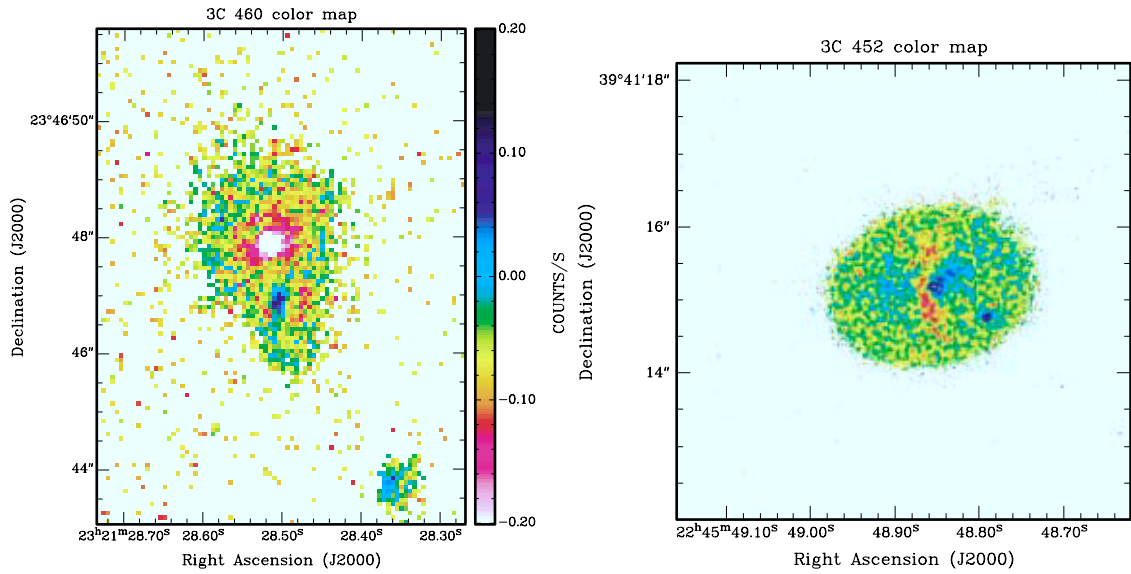 3C 460 color map
23°46'50"
48"
46"
44"
Declination (J2000)
23ʰ21ᵐ28.70ˢ 28.60ˢ 28.50ˢ 28.40ˢ 28.30ˢ
Right Ascension (J2000)
0.20
0.10
0.00
−0.10
−0.20
COUNTS/S
3C 452 color map
39°41'18"
16"
14"
Declination (J2000)
22ʰ45ᵐ49.10ˢ 49.00ˢ 48.90ˢ 48.80ˢ 48.70ˢ
Right Ascension (J2000)